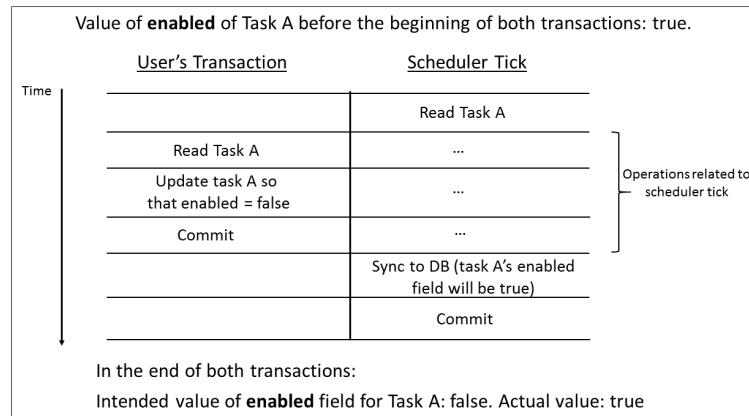 Value of enabled of Task A before the beginning of both transactions: true.
User's Transaction
Scheduler Tick
Time
Read Task A
Read Task A
...
Update task A so
that enabled = false
...
Commit
...
Operations related to
scheduler tick
Sync to DB (task A's enabled
field will be true)
Commit
In the end of both transactions:
Intended value of enabled field for Task A: false. Actual value: true